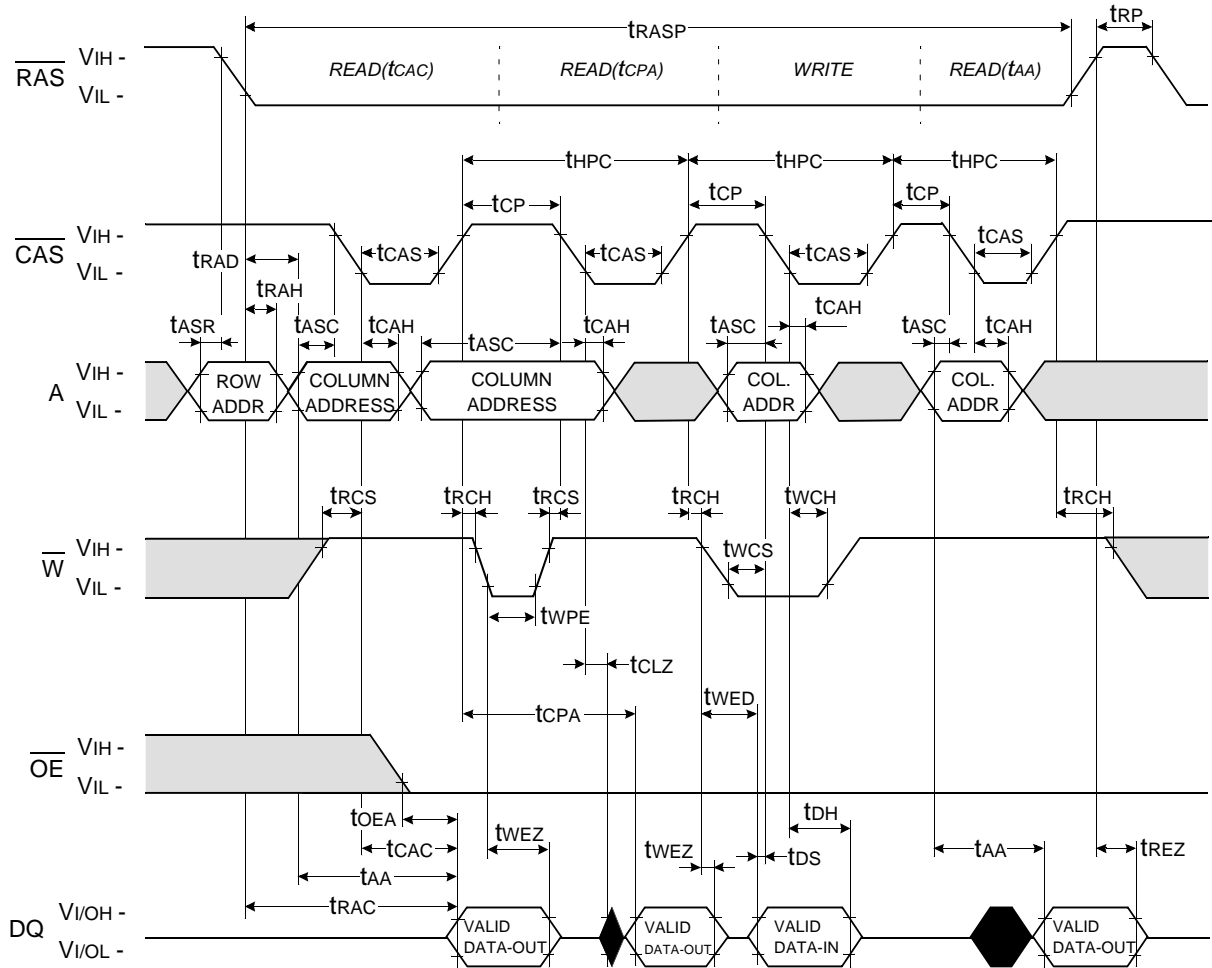 tRASP
tRP
RAS
VIH -
VIL -
READ(tCAC)
READ(tCPA)
WRITE
READ(tAA)
tHPC
tHPC
tHPC
tCP
tCP
tCP
CAS
VIH -
VIL -
tCAS
tCAS
tCAS
tCAS
tRAD
tRAH
tASR
tASC
tCAH
tASC
tCAH
tASC
tCAH
tASC
tCAH
A
VIH -
VIL -
ROW
ADDR
COLUMN
ADDRESS
COLUMN
ADDRESS
COL.
ADDR
COL.
ADDR
tRCS
tRCH
tRCS
tRCH
tWCH
tRCH
W
VIH -
VIL -
tWCS
tWPE
tCLZ
tWED
tCPA
OE
VIH -
VIL -
tOEA
tCAC
tAA
tRAC
tWEZ
tWEZ
tDH
tDS
tAA
tREZ
DQ
VI/OH -
VI/OL -
VALID
DATA-OUT
VALID
DATA-OUT
VALID
DATA-IN
VALID
DATA-OUT